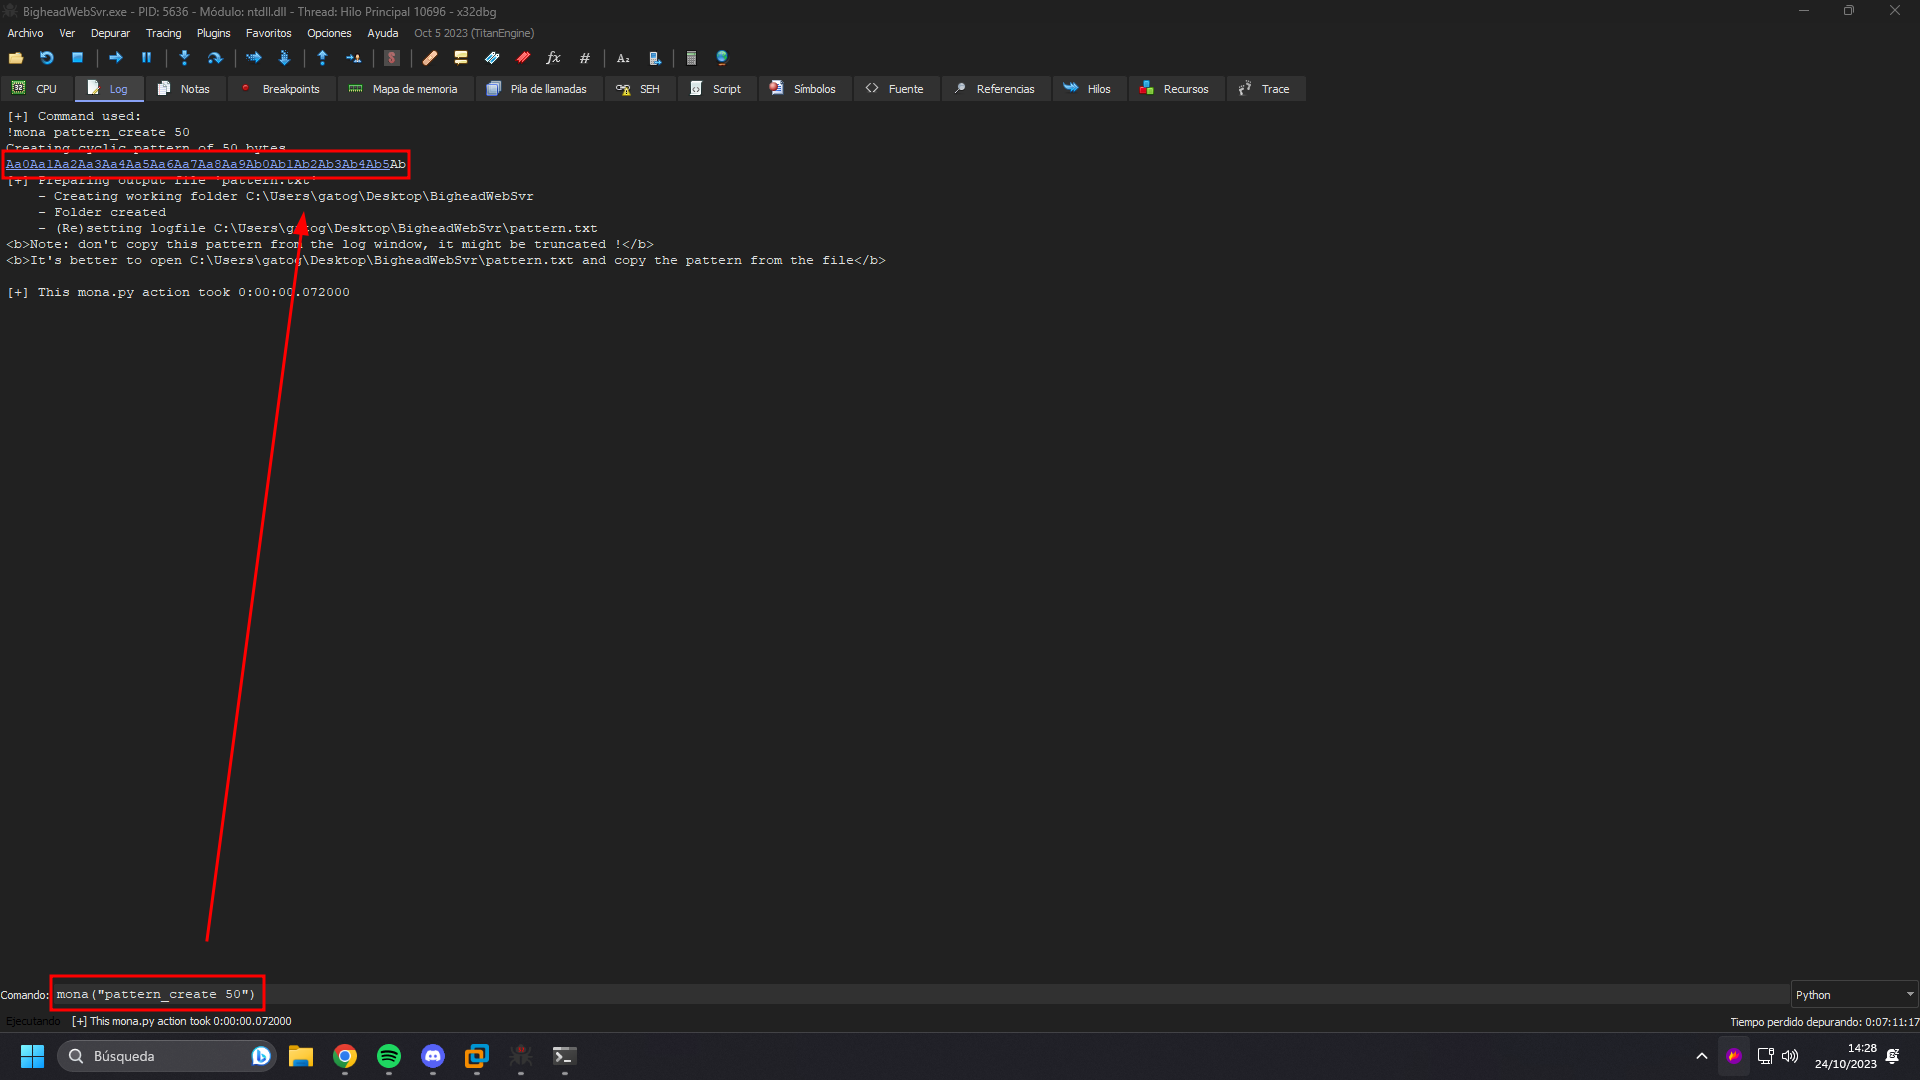 BigheadWebSvr.exe - PID: 5636 - Módulo: ntdll.dll - Thread: Hilo Principal 10696 - x32dbg
Archivo Ver Depurar Tracing Plugins Favoritos Opciones Ayuda Oct 5 2023 (TitanEngine)
CPU Log Notas Breakpoints Mapa de memoria Pila de llamadas SEH Script Símbolos Fuente Referencias Hilos Recursos Trace
[+] Command used:
!mona pattern_create 50
Creating cyclic pattern of 50 bytes
Aa0Aa1Aa2Aa3Aa4Aa5Aa6Aa7Aa8Aa9Ab0Ab1Ab2Ab3Ab4Ab5Ab
[+] Preparing output file 'pattern.txt'
- Creating working folder C:\Users\gatog\Desktop\BigheadWebSvr
- Folder created
- (Re)setting logfile C:\Users\gatog\Desktop\BigheadWebSvr\pattern.txt
<b>Note: don't copy this pattern from the log window, it might be truncated !</b>
<b>It's better to open C:\Users\gatog\Desktop\BigheadWebSvr\pattern.txt and copy the pattern from the file</b>
[+] This mona.py action took 0:00:00.072000
Comando: mona("pattern_create 50") Python
Ejecutando [+] This mona.py action took 0:00:00.072000 Tiempo perdido depurando: 0:07:11:17
Búsqueda 14:28
24/10/2023